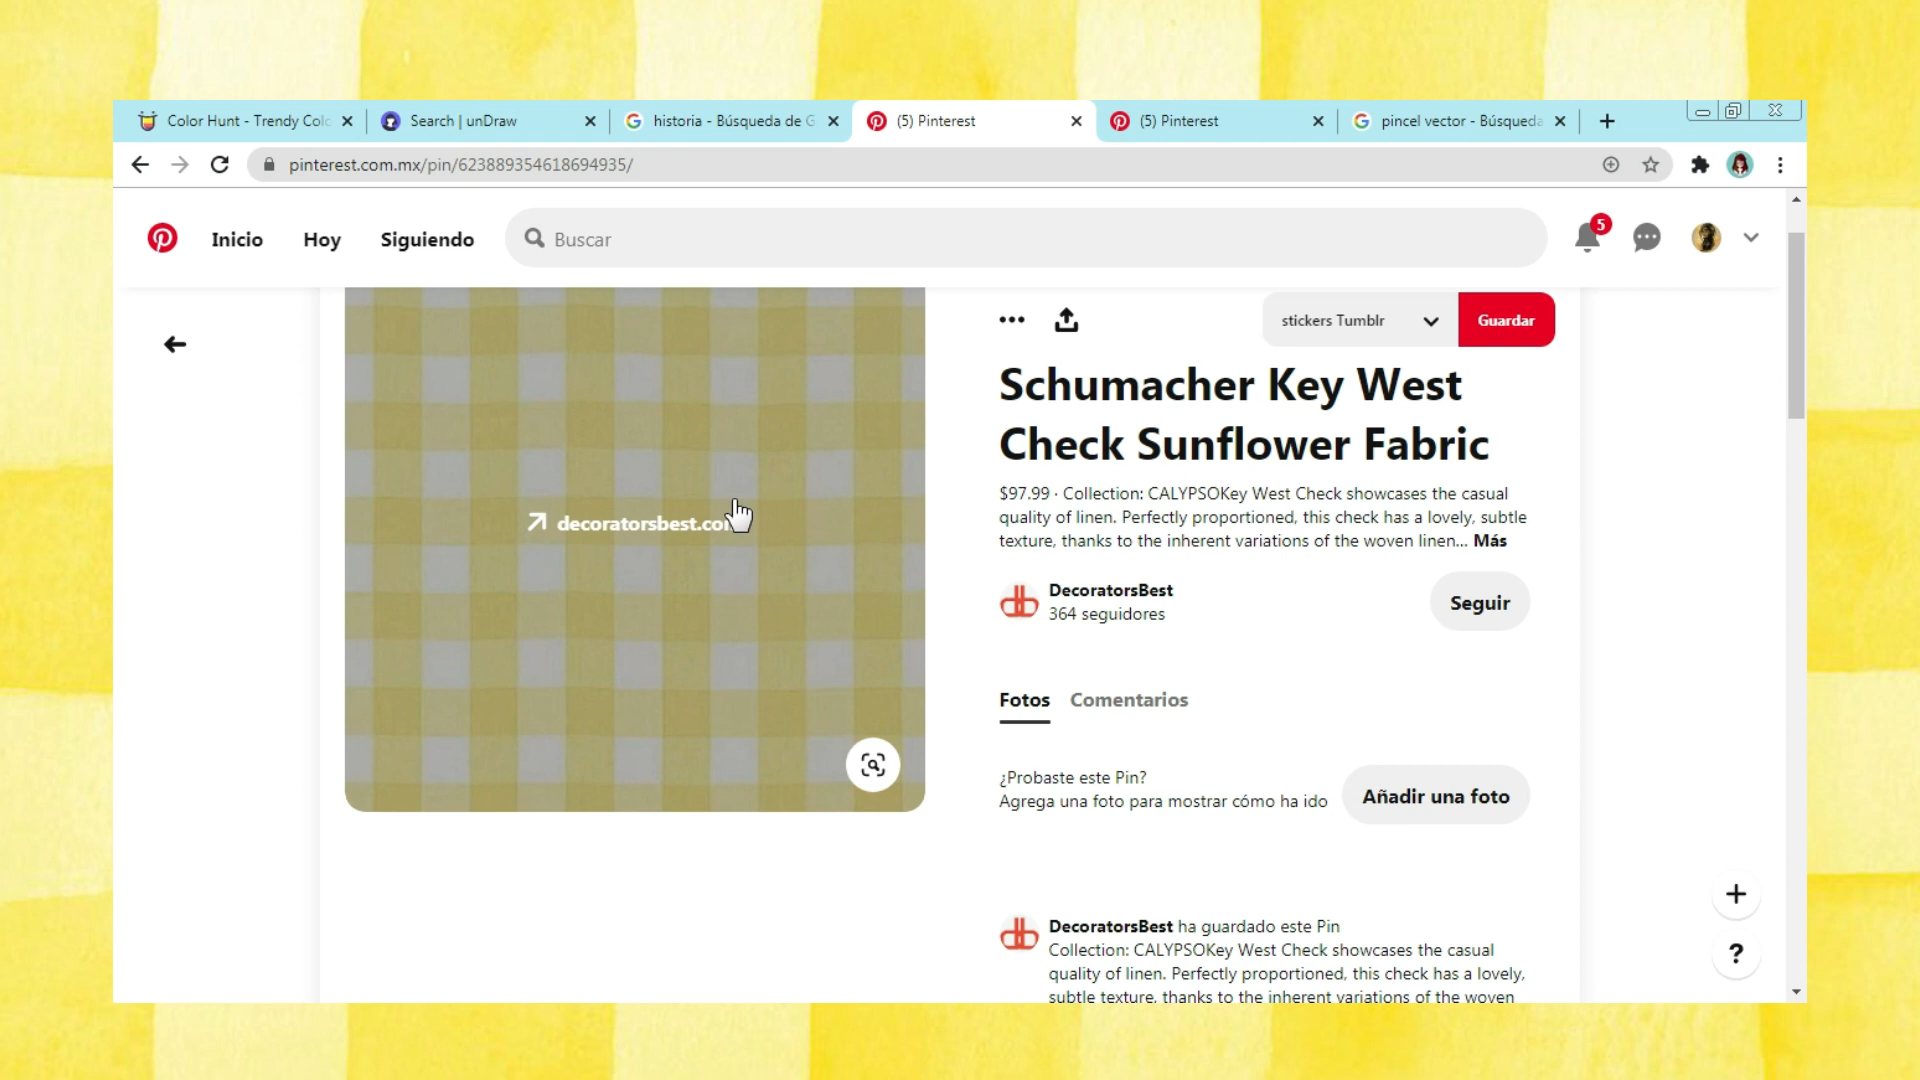 Color Hunt - Trendy Colo
Search | unDraw
historia - Búsqueda de G
(5) Pinterest
(5) Pinterest
pincel vector - Búsqueda
pinterest.com.mx/pin/623889354618694935/
Inicio
Hoy
Siguiendo
Buscar
5
stickers Tumblr
Guardar
Schumacher Key West
Check Sunflower Fabric
$97.99 · Collection: CALYPSOKey West Check showcases the casual
quality of linen. Perfectly proportioned, this check has a lovely, subtle
texture, thanks to the inherent variations of the woven linen... Más
decoratorsbest.com
DecoratorsBest
364 seguidores
Seguir
Fotos
Comentarios
¿Probaste este Pin?
Agrega una foto para mostrar cómo ha ido
Añadir una foto
DecoratorsBest ha guardado este Pin
Collection: CALYPSOKey West Check showcases the casual
quality of linen. Perfectly proportioned, this check has a lovely,
subtle texture, thanks to the inherent variations of the woven